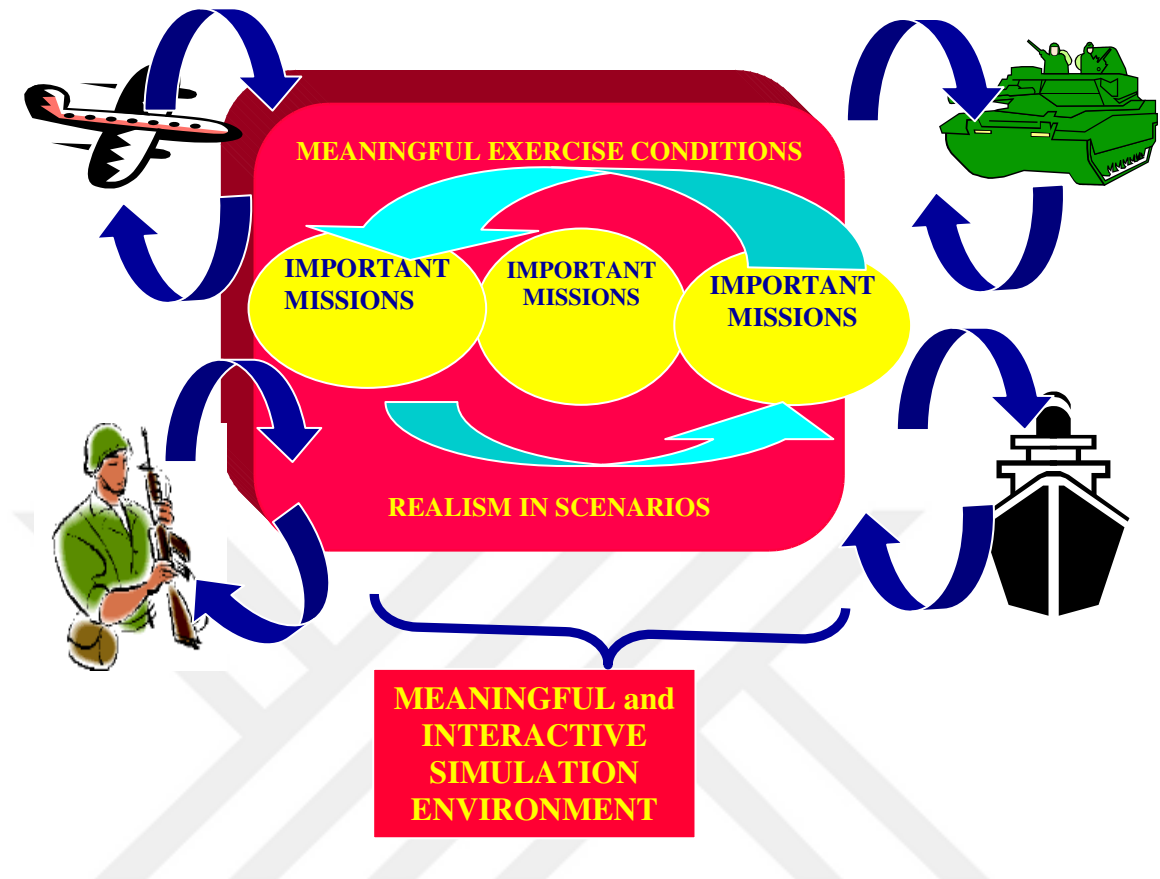 MEANINGFUL EXERCISE CONDITIONS
IMPORTANT
MISSIONS
IMPORTANT
MISSIONS
IMPORTANT
MISSIONS
REALISM IN SCENARIOS
MEANINGFUL and
INTERACTIVE
SIMULATION
ENVIRONMENT